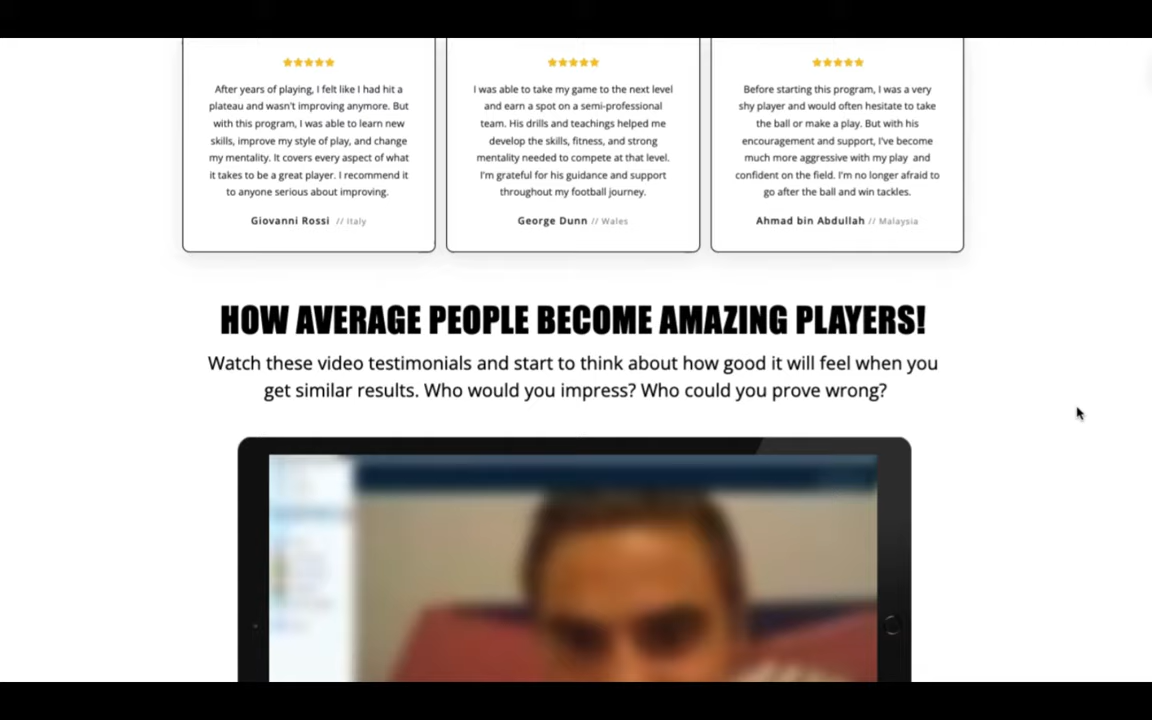 After years of playing, I felt like I had hit a
plateau and wasn't improving anymore. But
with this program, I was able to learn new
skills, improve my style of play, and change
my mentality. It covers every aspect of what
it takes to be a great player. I recommend it
to anyone serious about improving.
Giovanni Rossi // Italy
I was able to take my game to the next level
and earn a spot on a semi-professional
team. His drills and teachings helped me
develop the skills, fitness, and strong
mentality needed to compete at that level.
I'm grateful for his guidance and support
throughout my football journey.
George Dunn // Wales
Before starting this program, I was a very
shy player and would often hesitate to take
the ball or make a play. But with his
encouragement and support, I've become
much more aggressive with my play and
confident on the field. I'm no longer afraid to
go after the ball and win tackles.
Ahmad bin Abdullah // Malaysia
HOW AVERAGE PEOPLE BECOME AMAZING PLAYERS!
Watch these video testimonials and start to think about how good it will feel when you
get similar results. Who would you impress? Who could you prove wrong?